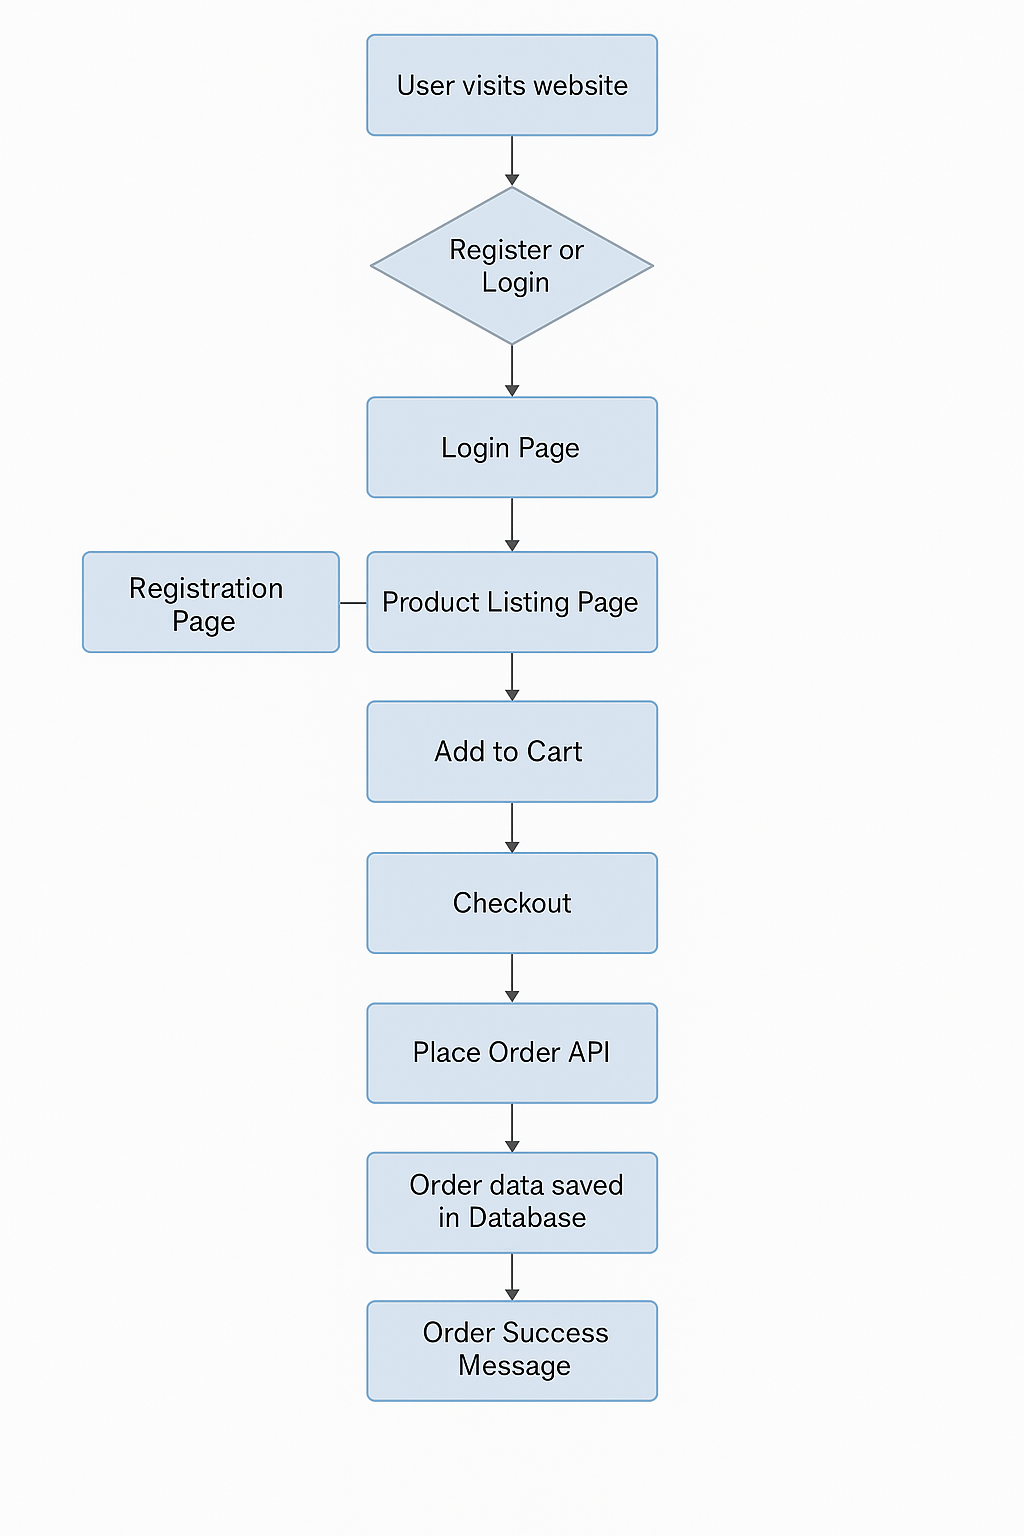 User visits website
Register or
Login
Login Page
Registration
Page
Product Listing Page
Add to Cart
Checkout
Place Order API
Order data saved
in Database
Order Success
Message